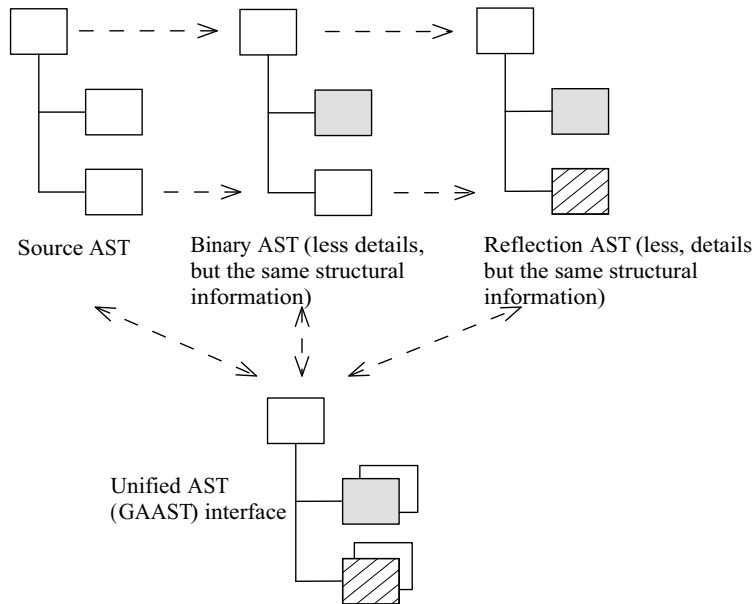 Source AST
Binary AST (less details,
but the same structural
information)
Reflection AST (less, details
but the same structural
information)
Unified AST
(GAAST) interface